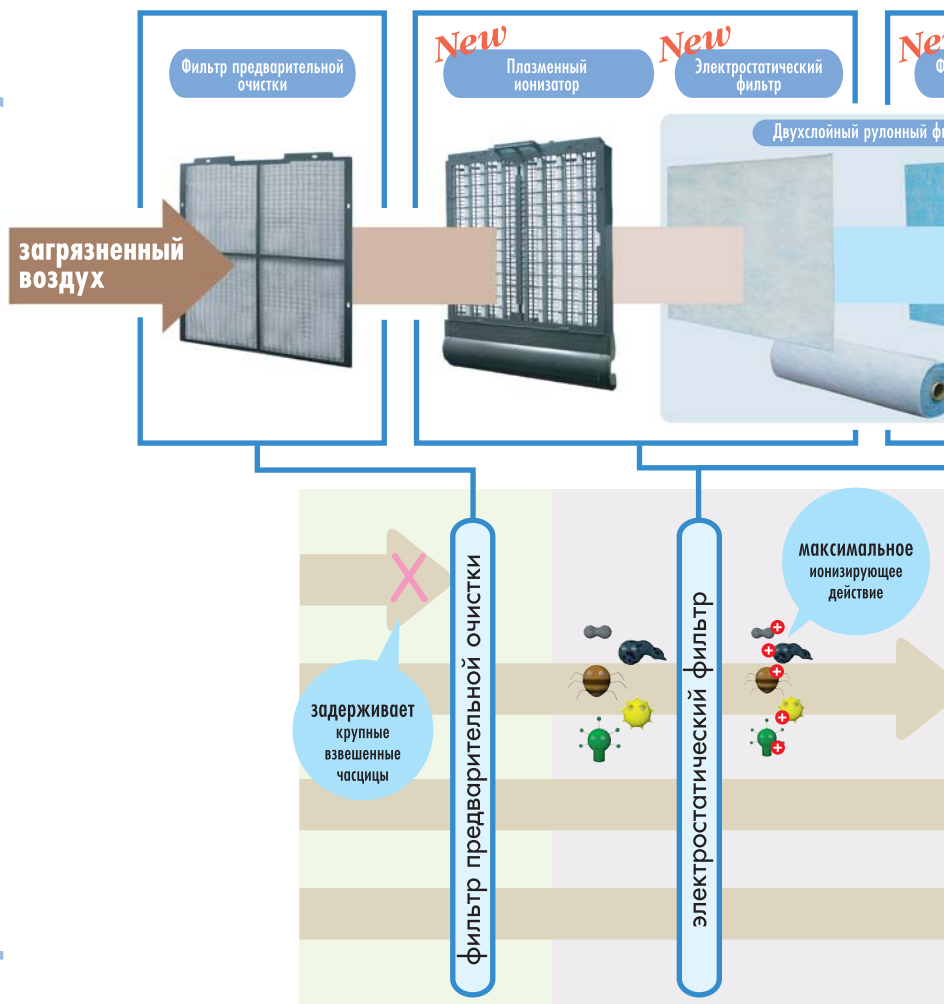 New
New
New
Фильтр предварительной
очистки
Плазменный
ионизатор
Электростатический
фильтр
Двухслойный рулонный
загрязненный
воздух
фильтр предварительной очистки
электростатический фильтр
максимальное
ионизирующее
действие
задерживает
крупные
взвешенные
часцицы